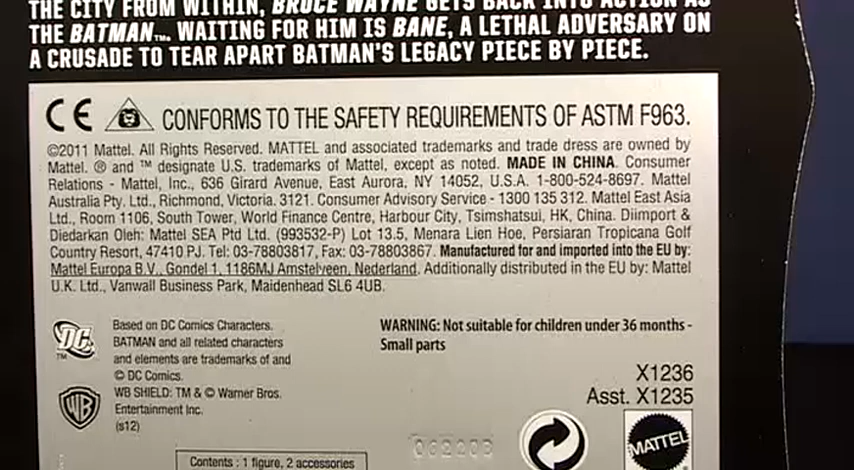 THE CITY FROM WITHIN, BRUCE WAYNE GETS BACK INTO ACTION AS
THE BATMAN™. WAITING FOR HIM IS BANE, A LETHAL ADVERSARY ON
A CRUSADE TO TEAR APART BATMAN'S LEGACY PIECE BY PIECE.
CE CONFORMS TO THE SAFETY REQUIREMENTS OF ASTM F963.
©2011 Mattel. All Rights Reserved. MATTEL and associated trademarks and trade dress are owned by
Mattel. ® and ™ designate U.S. trademarks of Mattel, except as noted. MADE IN CHINA. Consumer
Relations - Mattel, Inc., 636 Girard Avenue, East Aurora, NY 14052, U.S.A. 1-800-524-8697. Mattel
Australia Pty. Ltd., Richmond, Victoria. 3121. Consumer Advisory Service - 1300 135 312. Mattel East Asia
Ltd., Room 1106, South Tower, World Finance Centre, Harbour City, Tsimshatsui, HK, China. Diimport &
Diedarkan Oleh: Mattel SEA Ptd Ltd. (993532-P) Lot 13.5, Menara Lien Hoe, Persiaran Tropicana Golf
Country Resort, 47410 PJ. Tel: 03-78803817, Fax: 03-78803867. Manufactured for and imported into the EU by:
Mattel Europa B.V., Gondel 1, 1186MJ Amstelveen, Nederland. Additionally distributed in the EU by: Mattel
U.K. Ltd., Vanwall Business Park, Maidenhead SL6 4UB.
DC™
Based on DC Comics Characters.
BATMAN and all related characters
and elements are trademarks of and
© DC Comics.
WB
WB SHIELD: TM & © Warner Bros.
Entertainment Inc.
(s12)
WARNING: Not suitable for children under 36 months -
Small parts
X1236
Asst. X1235
MATTEL
Contents : 1 figure, 2 accessories